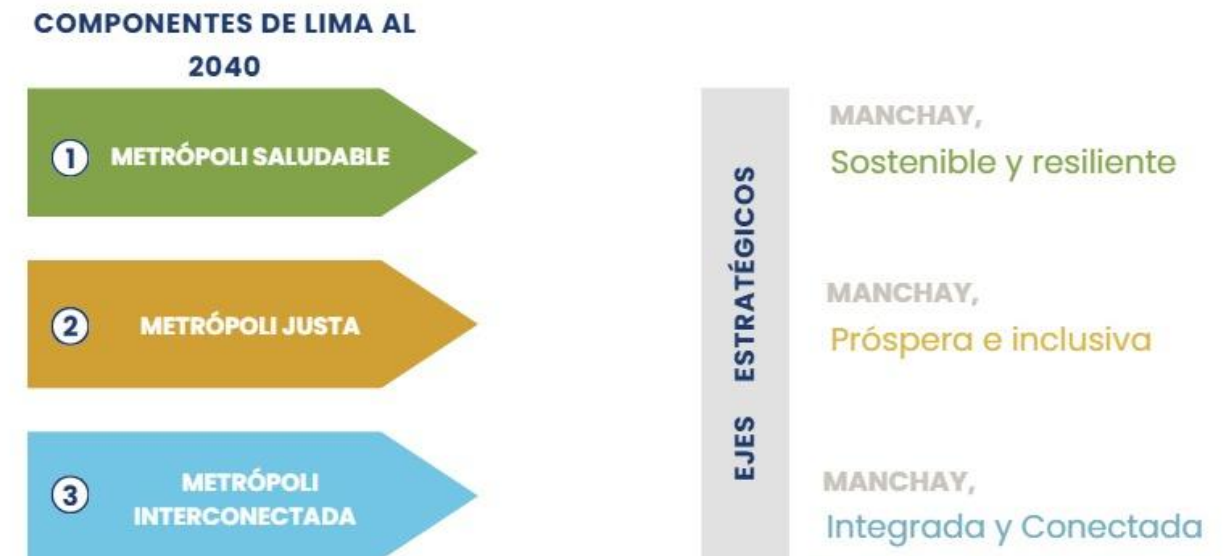 COMPONENTES DE LIMA AL
2040
1 METRÓPOLI SALUDABLE
2 METRÓPOLI JUSTA
3 METRÓPOLI
INTERCONECTADA
EJES ESTRATÉGICOS
MANCHAY,
Sostenible y resiliente
MANCHAY,
Próspera e inclusiva
MANCHAY,
Integrada y Conectada